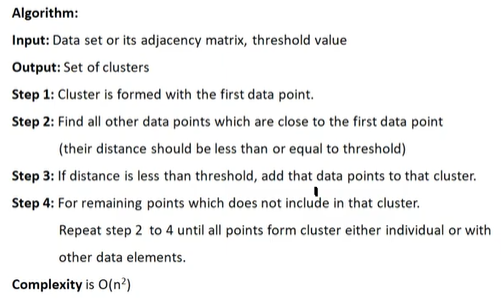 Algorithm:
Input: Data set or its adjacency matrix, threshold value
Output: Set of clusters
Step 1: Cluster is formed with the first data point.
Step 2: Find all other data points which are close to the first data point
(their distance should be less than or equal to threshold)
Step 3: If distance is less than threshold, add that data points to that cluster.
Step 4: For remaining points which does not include in that cluster.
Repeat step 2 to 4 until all points form cluster either individual or with
other data elements.
Complexity is O(n²)